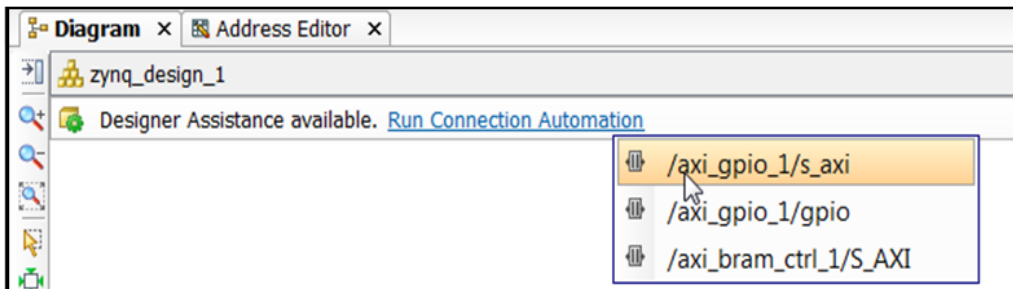 Diagram × Address Editor ×
zynq_design_1
Designer Assistance available. Run Connection Automation
/axi_gpio_1/s_axi
/axi_gpio_1/gpio
/axi_bram_ctrl_1/S_AXI